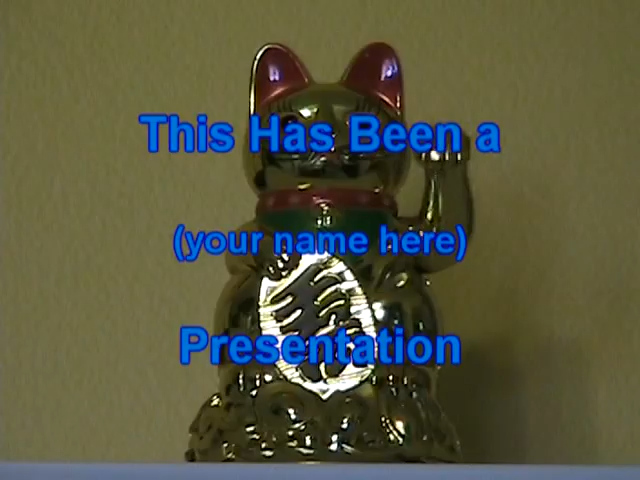 This Has Been a
(your name here)
Presentation